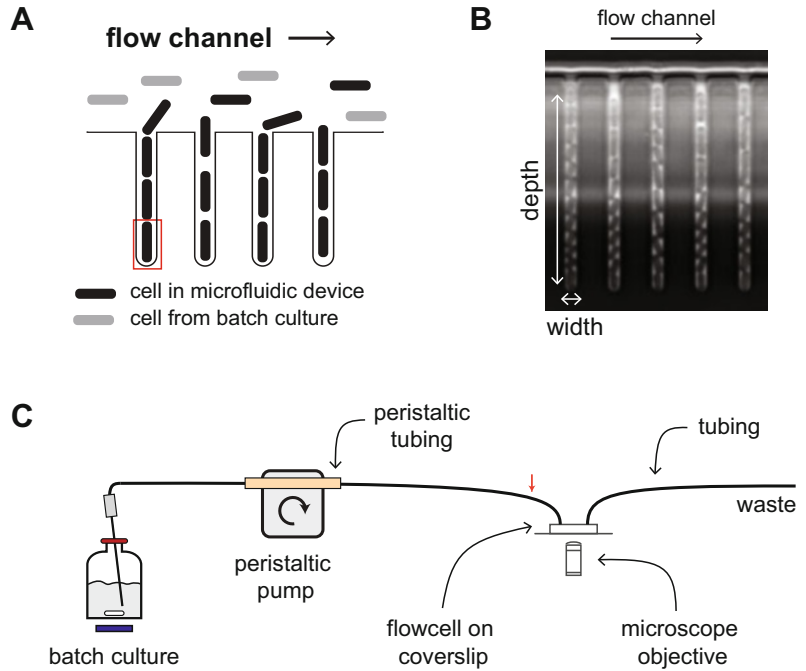 A
flow channel
cell in microfluidic device
cell from batch culture
B
flow channel
depth
width
C
peristaltic
tubing
tubing
waste
peristaltic
pump
batch culture
flowcell on
coverslip
microscope
objective